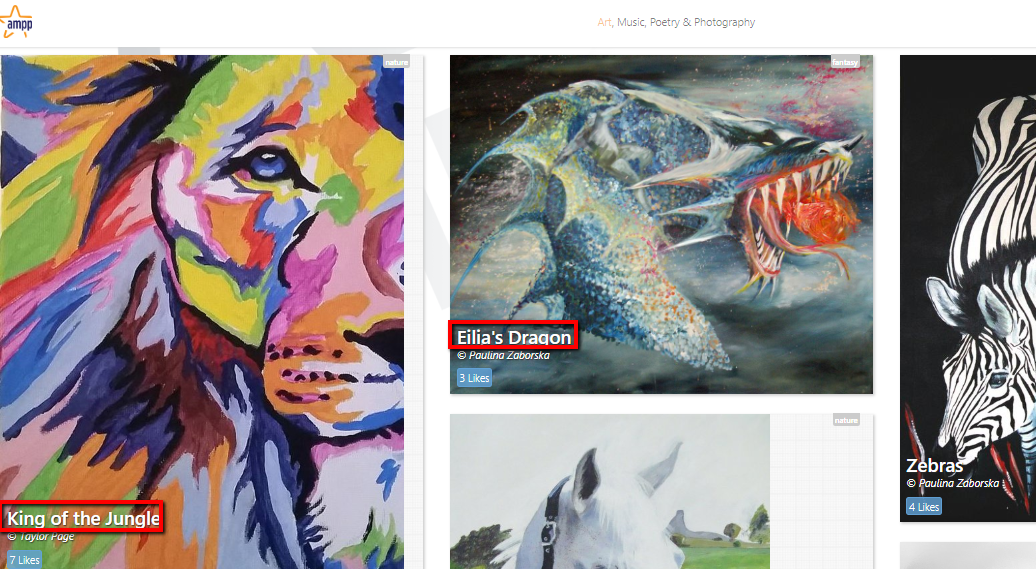 ampp
Art, Music, Poetry & Photography
nature
King of the Jungle
© Taylor Page
7 Likes
fantasy
Eilia's Dragon
© Paulina Zaborska
3 Likes
nature
Zebras
© Paulina Zaborska
4 Likes